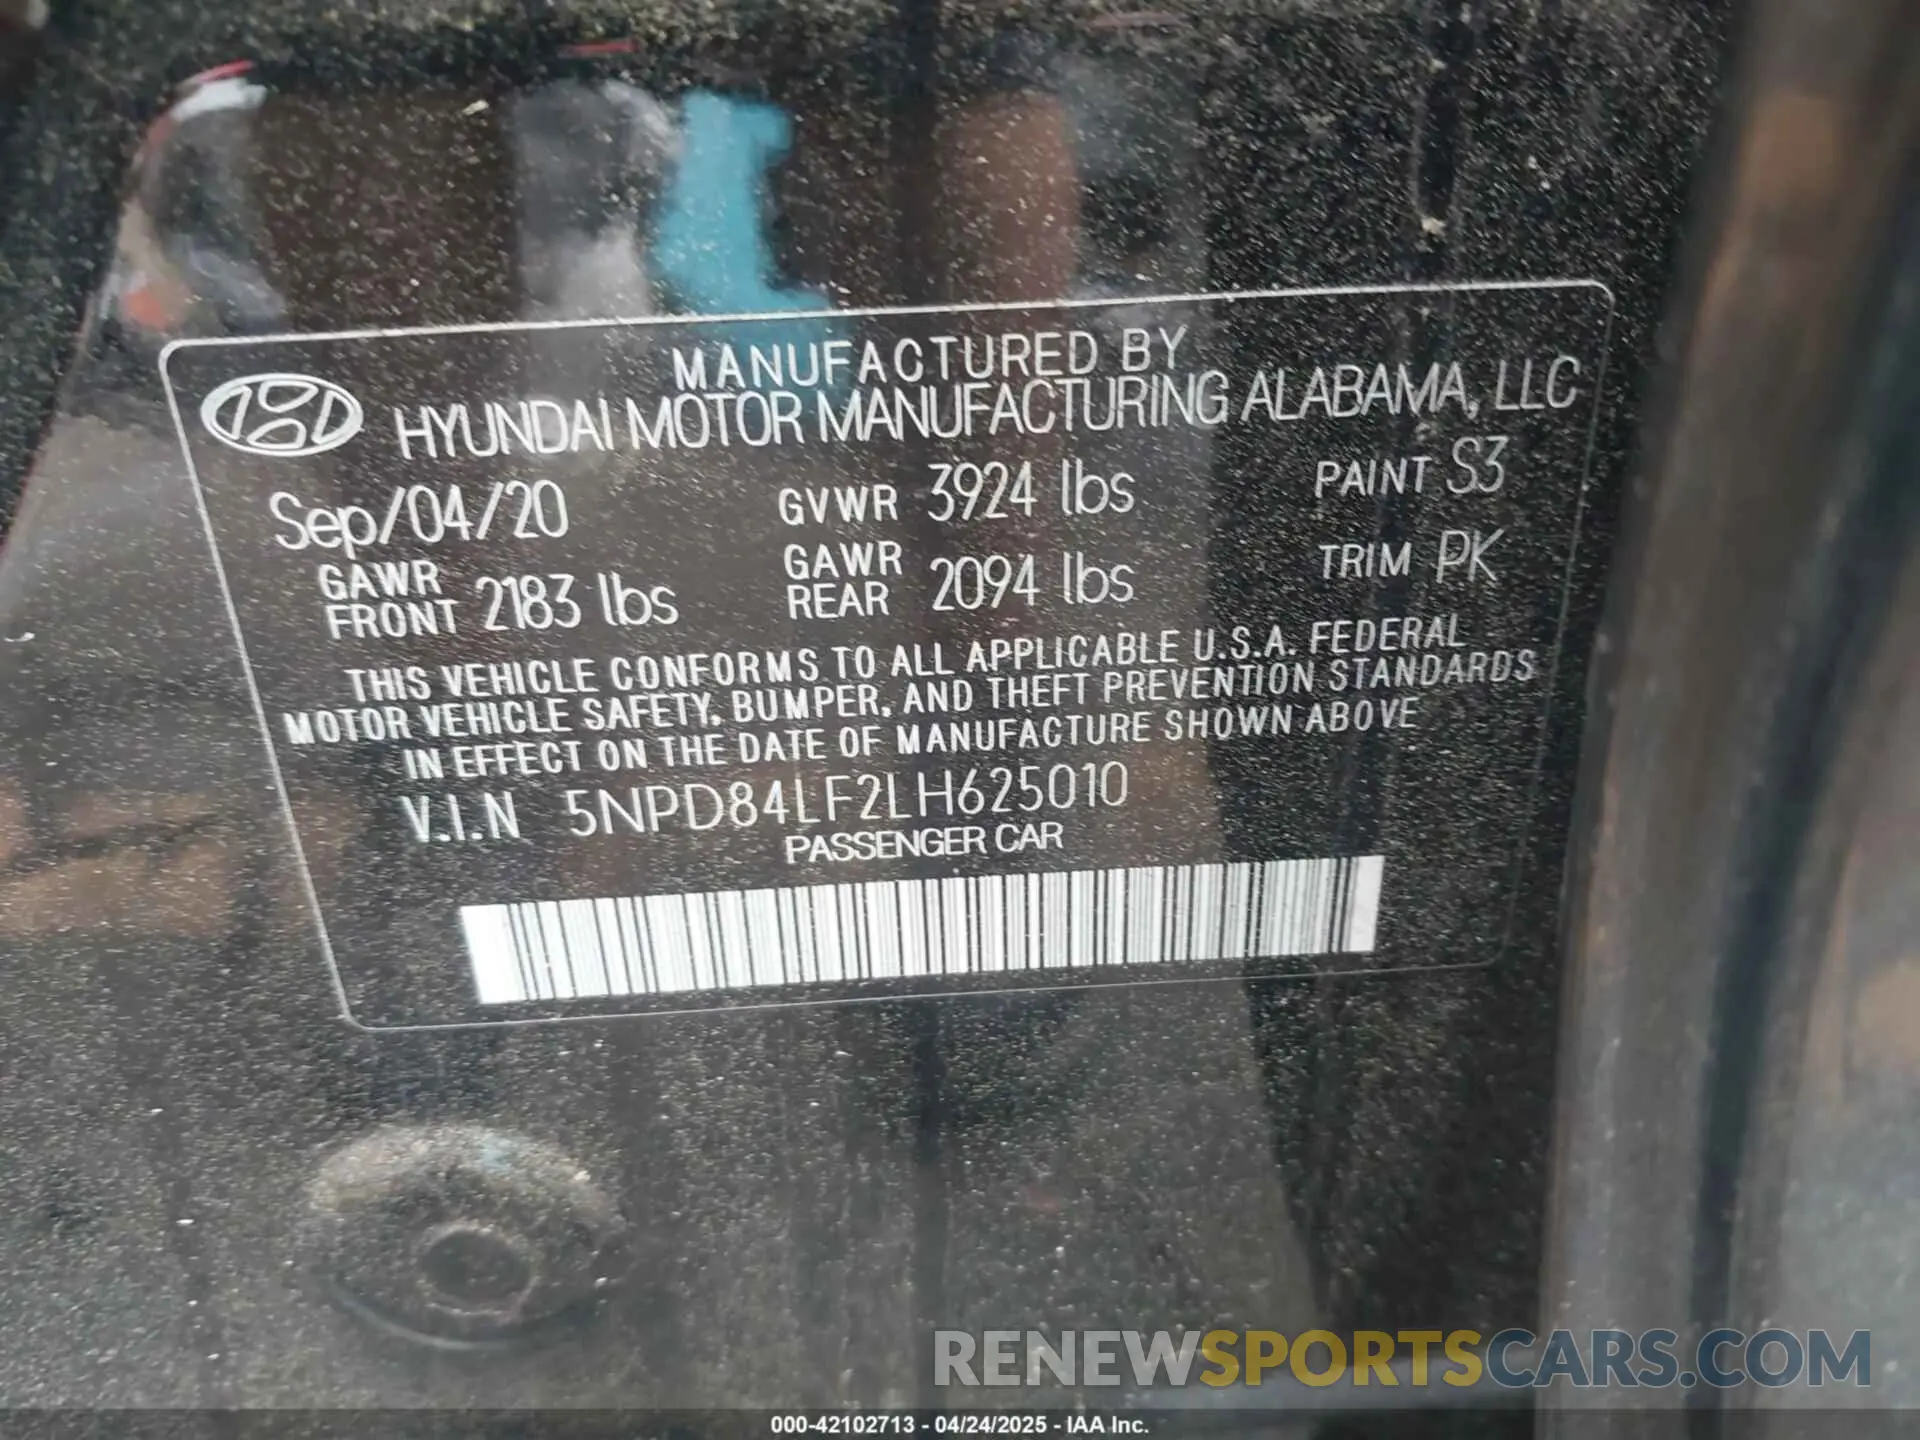 MANUFACTURED BY
HYUNDAI MOTOR MANUFACTURING ALABAMA, LLC
Sep/04/20 GVWR 3924 lbs PAINT S3
GAWR FRONT 2183 lbs GAWR REAR 2094 lbs TRIM PK
THIS VEHICLE CONFORMS TO ALL APPLICABLE U.S.A. FEDERAL
MOTOR VEHICLE SAFETY, BUMPER, AND THEFT PREVENTION STANDARDS
IN EFFECT ON THE DATE OF MANUFACTURE SHOWN ABOVE
V.I.N 5NPD84LF2LH625010
PASSENGER CAR
RENEWSPORTSCARS.COM
000-42102713 - 04/24/2025 - IAA Inc.